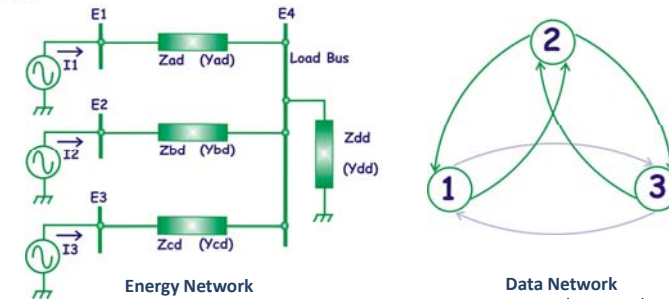 E1
E4
I1
Zad (Yad)
Load Bus
E2
I2
Zbd (Ybd)
Zdd
(Ydd)
E3
I3
Zcd (Ycd)
Energy Network
2
1
3
Data Network